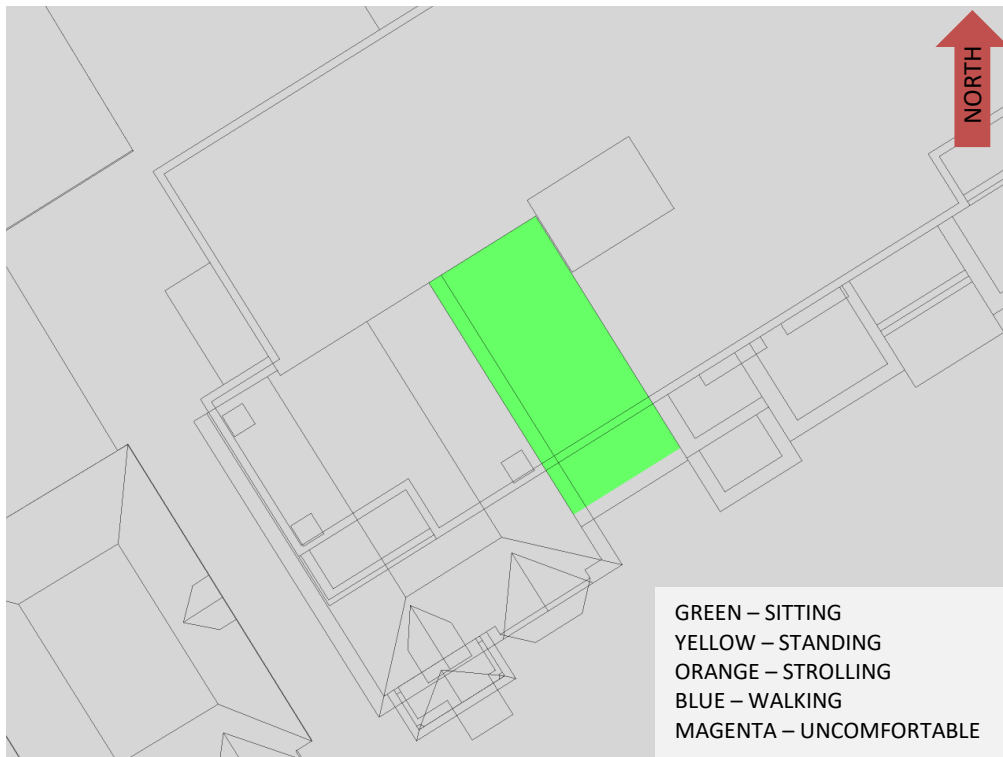 NORTH
GREEN – SITTING
YELLOW – STANDING
ORANGE – STROLLING
BLUE – WALKING
MAGENTA – UNCOMFORTABLE